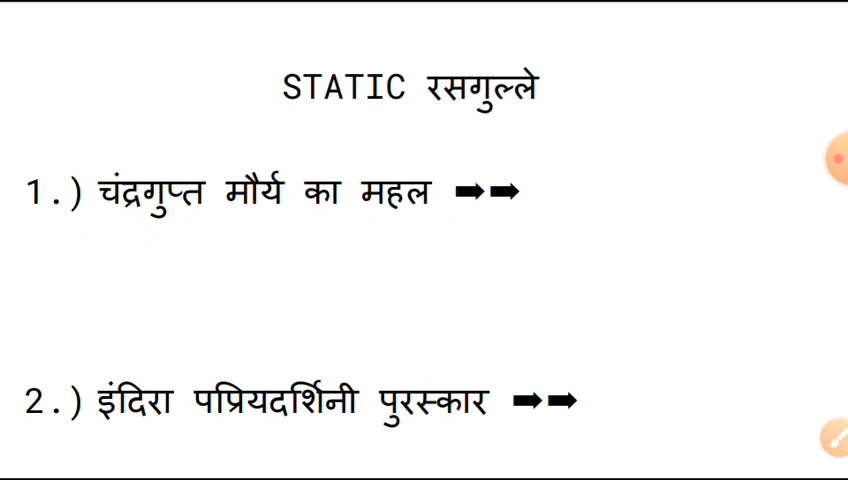 STATIC रसगुल्ले
1.) चंद्रगुप्त मौर्य का महल ➡➡
2.) इंदिरा पप्रियदर्शिनी पुरस्कार ➡➡